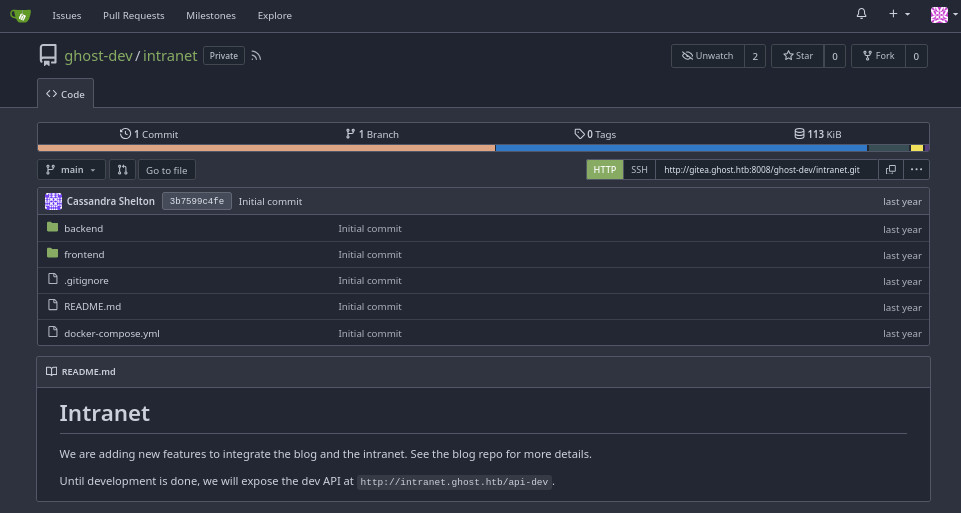 Issues Pull Requests Milestones Explore
ghost-dev/intranet Private Unwatch 2 Star 0 Fork 0
Code
1 Commit 1 Branch 0 Tags 113 KiB
main Go to file HTTP SSH http://gitea.ghost.htb:8008/ghost-dev/intranet.git
Cassandra Shelton 3b7599c4fe Initial commit last year
backend Initial commit last year
frontend Initial commit last year
.gitignore Initial commit last year
README.md Initial commit last year
docker-compose.yml Initial commit last year
README.md
Intranet
We are adding new features to integrate the blog and the intranet. See the blog repo for more details.
Until development is done, we will expose the dev API at http://intranet.ghost.htb/api-dev.